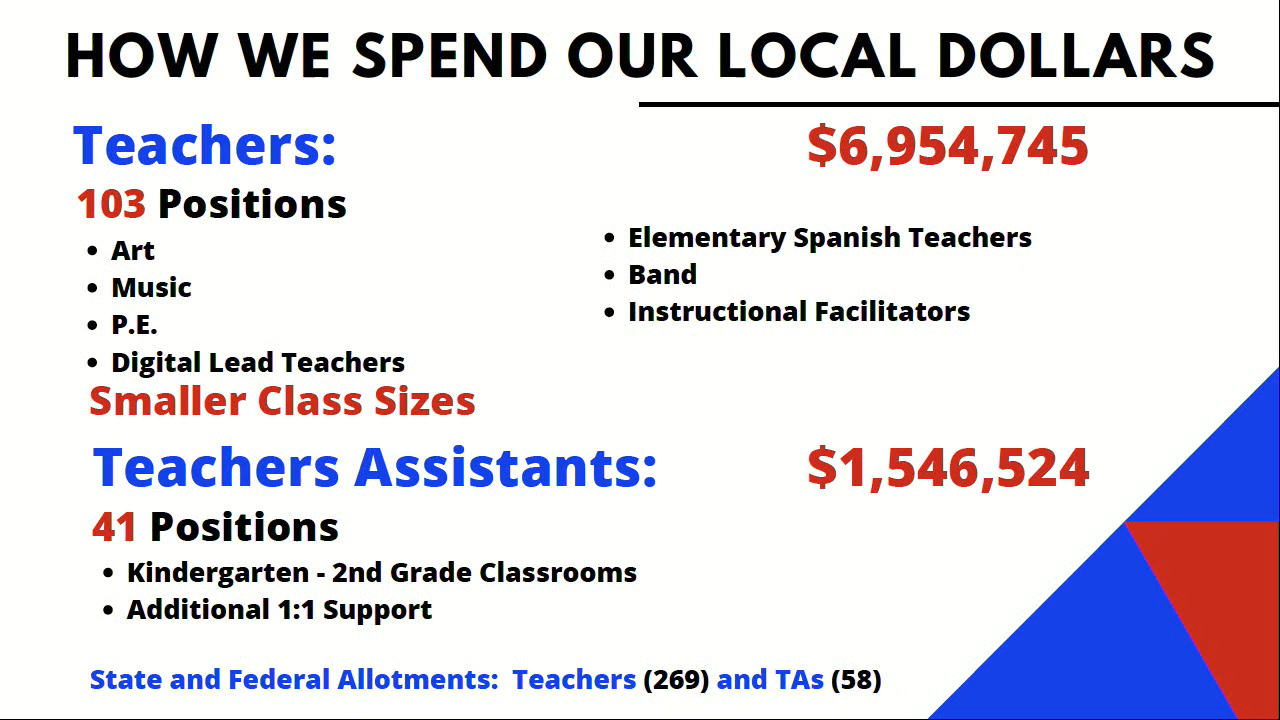 HOW WE SPEND OUR LOCAL DOLLARS
Teachers: $6,954,745
103 Positions
• Art
• Music
• P.E.
• Digital Lead Teachers
• Elementary Spanish Teachers
• Band
• Instructional Facilitators
Smaller Class Sizes
Teachers Assistants: $1,546,524
41 Positions
• Kindergarten - 2nd Grade Classrooms
• Additional 1:1 Support
State and Federal Allotments: Teachers (269) and TAs (58)